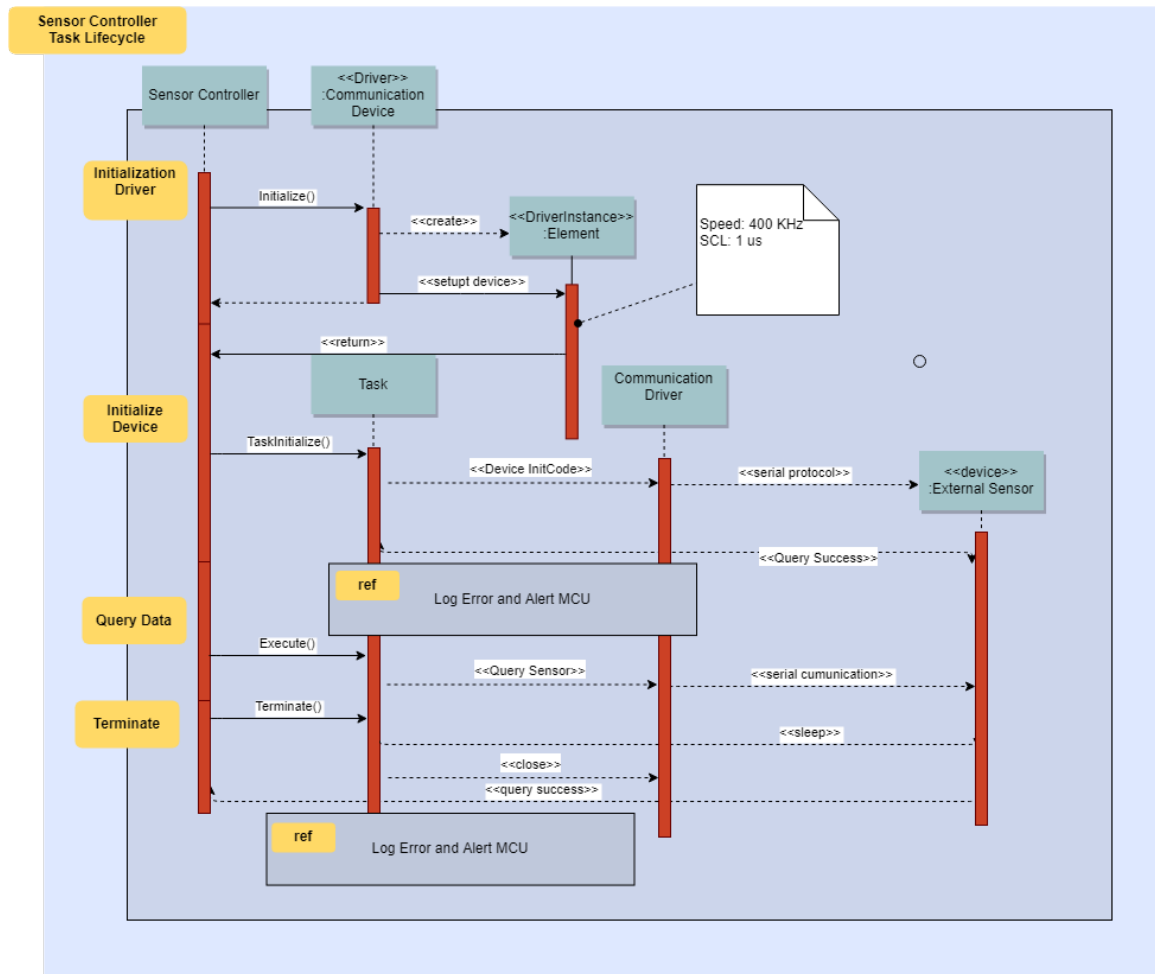 Sensor Controller
Task Lifecycle
Sensor Controller
<<Driver>>
:Communication
Device
Initialization
Driver
Initialize()
<<create>>
<<DriverInstance>>
:Element
Speed: 400 KHz
SCL: 1 us
<<setupt device>>
<<return>>
Task
Communication
Driver
Initialize
Device
TaskInitialize()
<<Device InitCode>>
<<serial protocol>>
<<device>>
:External Sensor
<<Query Success>>
ref
Log Error and Alert MCU
Query Data
Execute()
<<Query Sensor>>
<<serial cumunication>>
Terminate
Terminate()
<<sleep>>
<<close>>
<<query success>>
ref
Log Error and Alert MCU